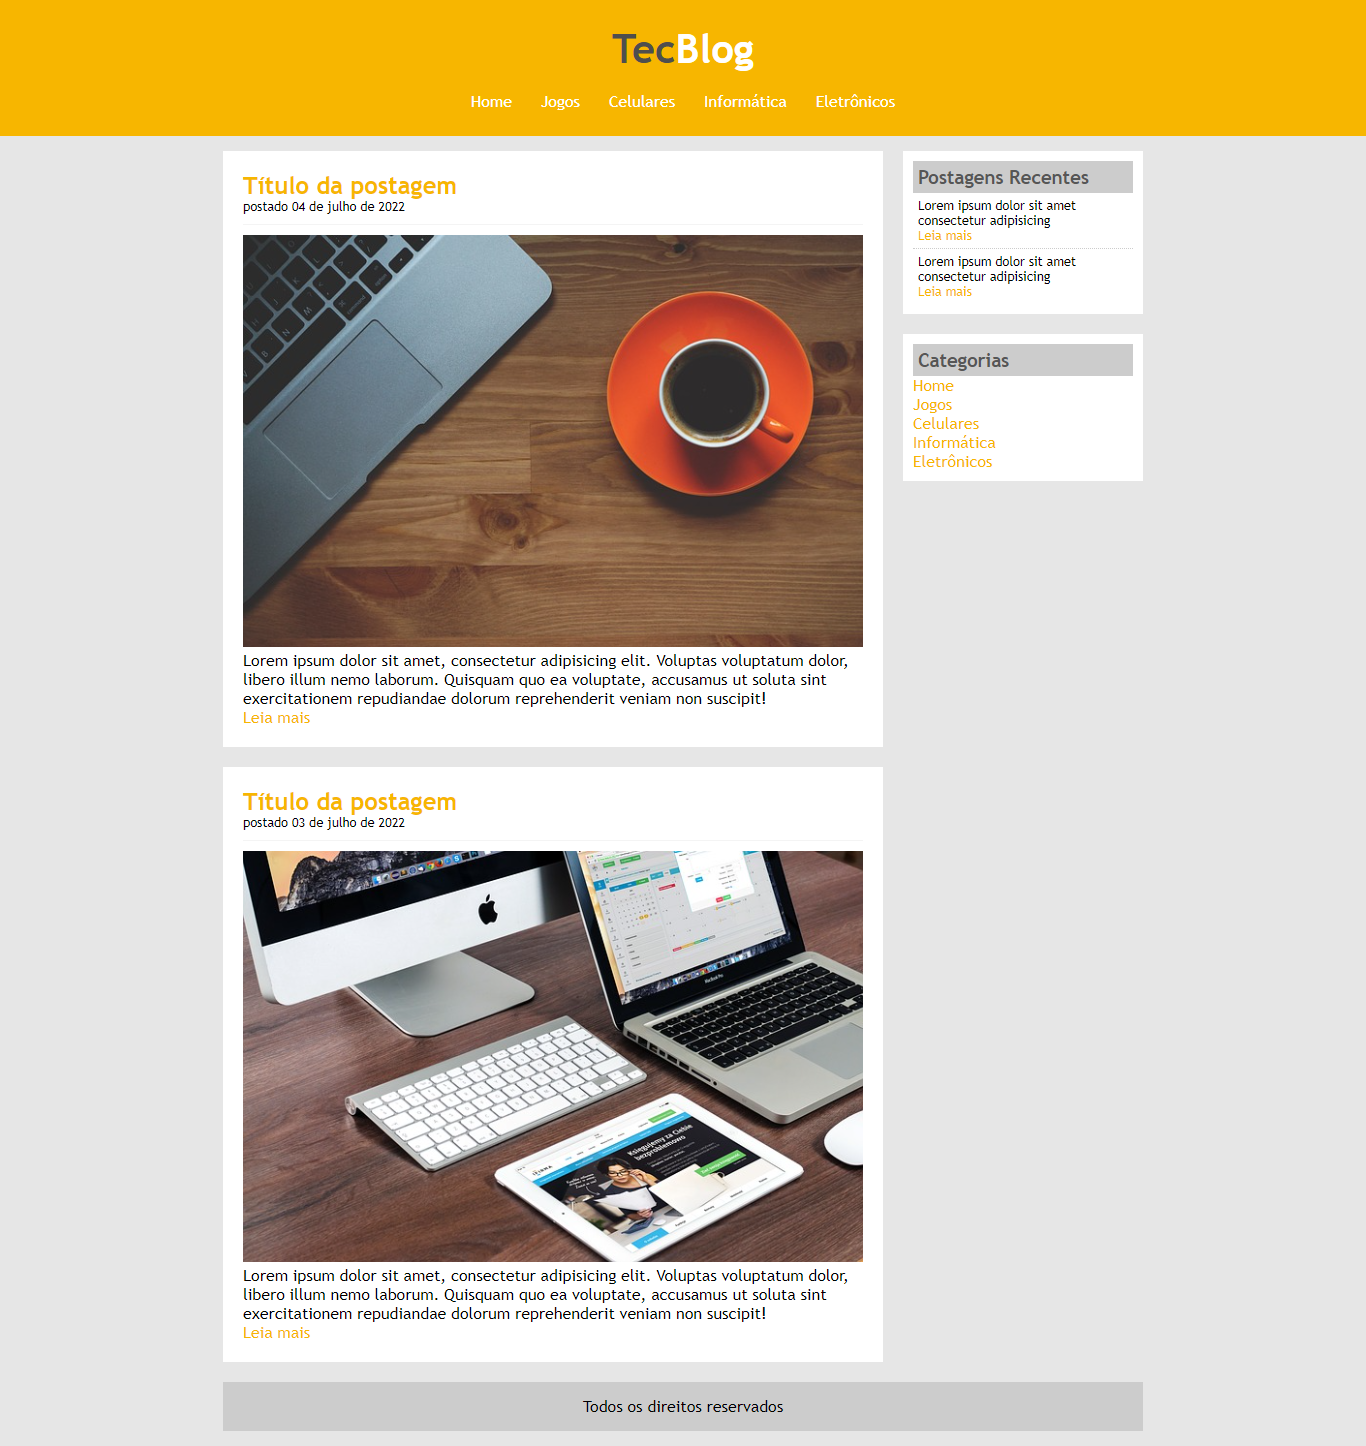 TecBlog
Home Jogos Celulares Informática Eletrônicos
Título da postagem
postado 04 de julho de 2022
Lorem ipsum dolor sit amet, consectetur adipisicing elit. Voluptas voluptatum dolor,
libero illum nemo laborum. Quisquam quo ea voluptate, accusamus ut soluta sint
exercitationem repudiandae dolorum reprehenderit veniam non suscipit!
Leia mais
Título da postagem
postado 03 de julho de 2022
Księgujemy za Ciebie
bezproblemowo
Lorem ipsum dolor sit amet, consectetur adipisicing elit. Voluptas voluptatum dolor,
libero illum nemo laborum. Quisquam quo ea voluptate, accusamus ut soluta sint
exercitationem repudiandae dolorum reprehenderit veniam non suscipit!
Leia mais
Postagens Recentes
Lorem ipsum dolor sit amet
consectetur adipisicing
Leia mais
Lorem ipsum dolor sit amet
consectetur adipisicing
Leia mais
Categorias
Home
Jogos
Celulares
Informática
Eletrônicos
Todos os direitos reservados